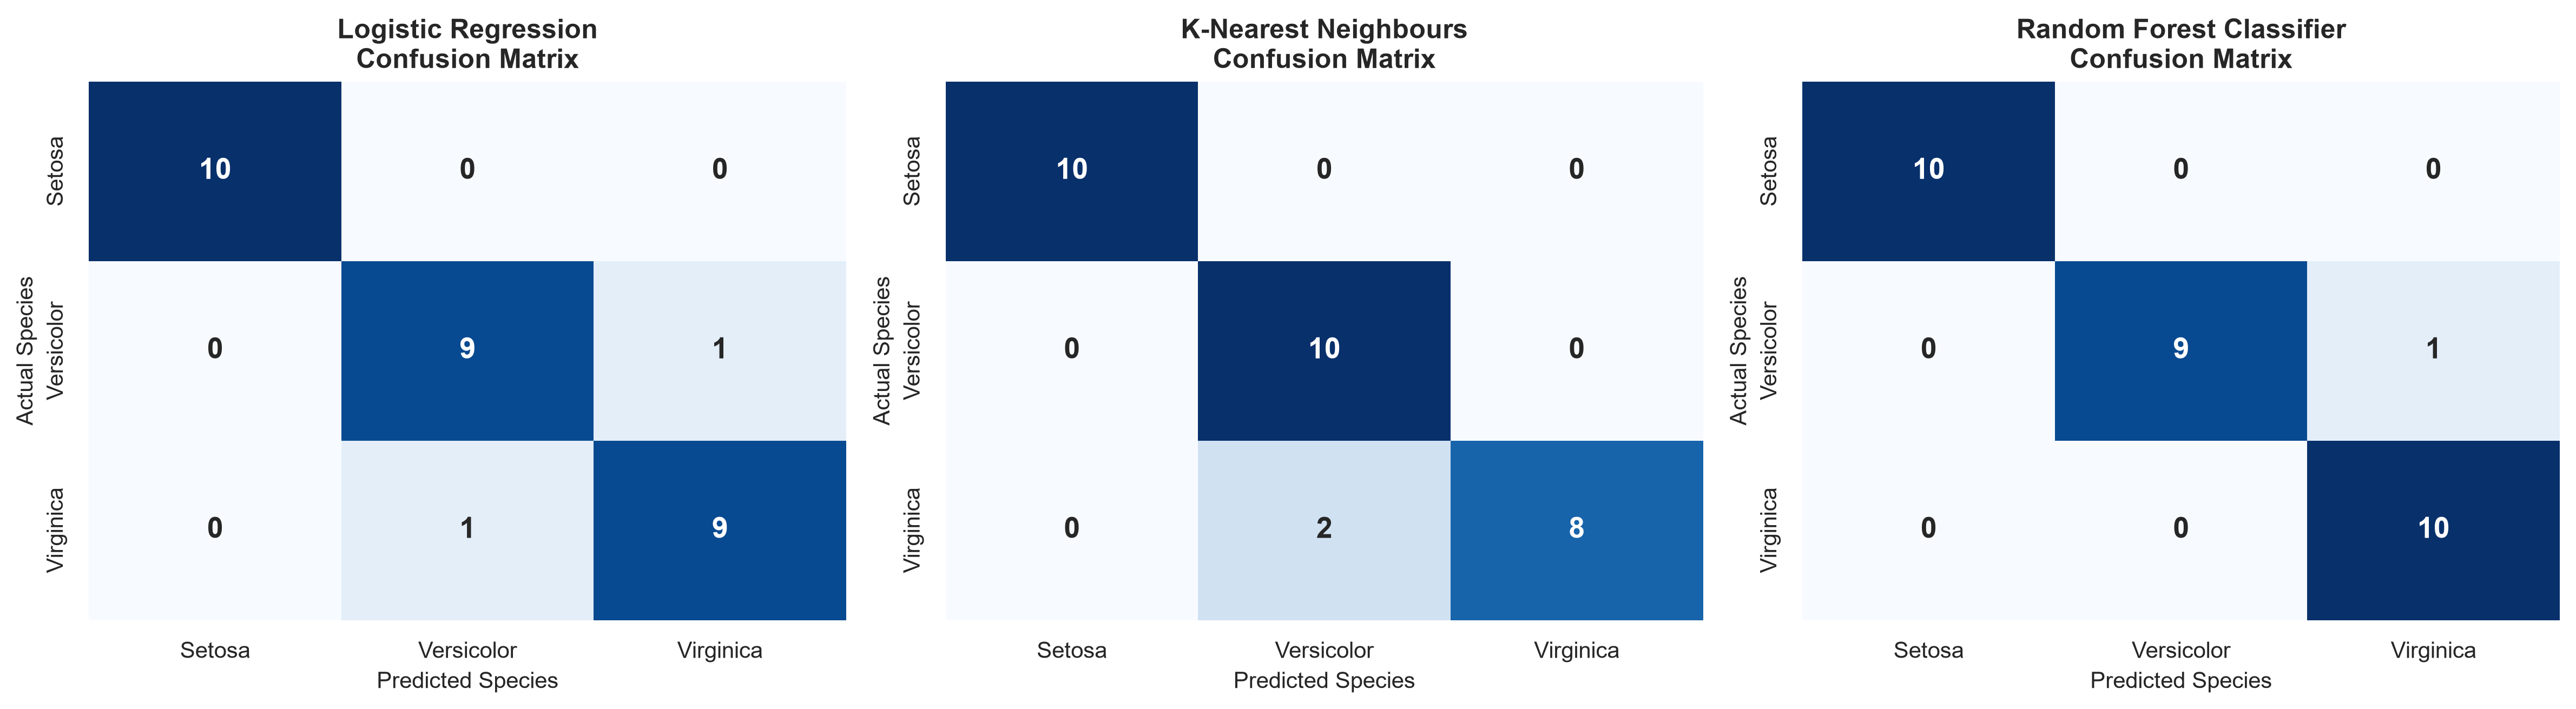 Logistic Regression
Confusion Matrix
Actual Species
Setosa
10 0 0
Versicolor
0 9 1
Virginica
0 1 9
Setosa Versicolor Virginica
Predicted Species
K-Nearest Neighbours
Confusion Matrix
Actual Species
Setosa
10 0 0
Versicolor
0 10 0
Virginica
0 2 8
Setosa Versicolor Virginica
Predicted Species
Random Forest Classifier
Confusion Matrix
Actual Species
Setosa
10 0 0
Versicolor
0 9 1
Virginica
0 0 10
Setosa Versicolor Virginica
Predicted Species